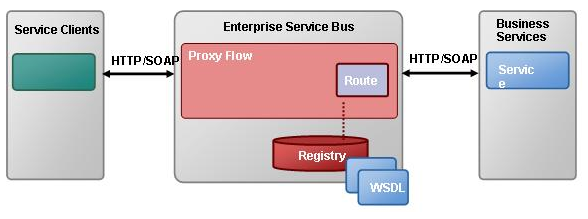 Service Clients
Enterprise Service Bus
Business
Services
HTTP/SOAP
Proxy Flow
Route
HTTP/SOAP
Servic
e
Registry
WSDL